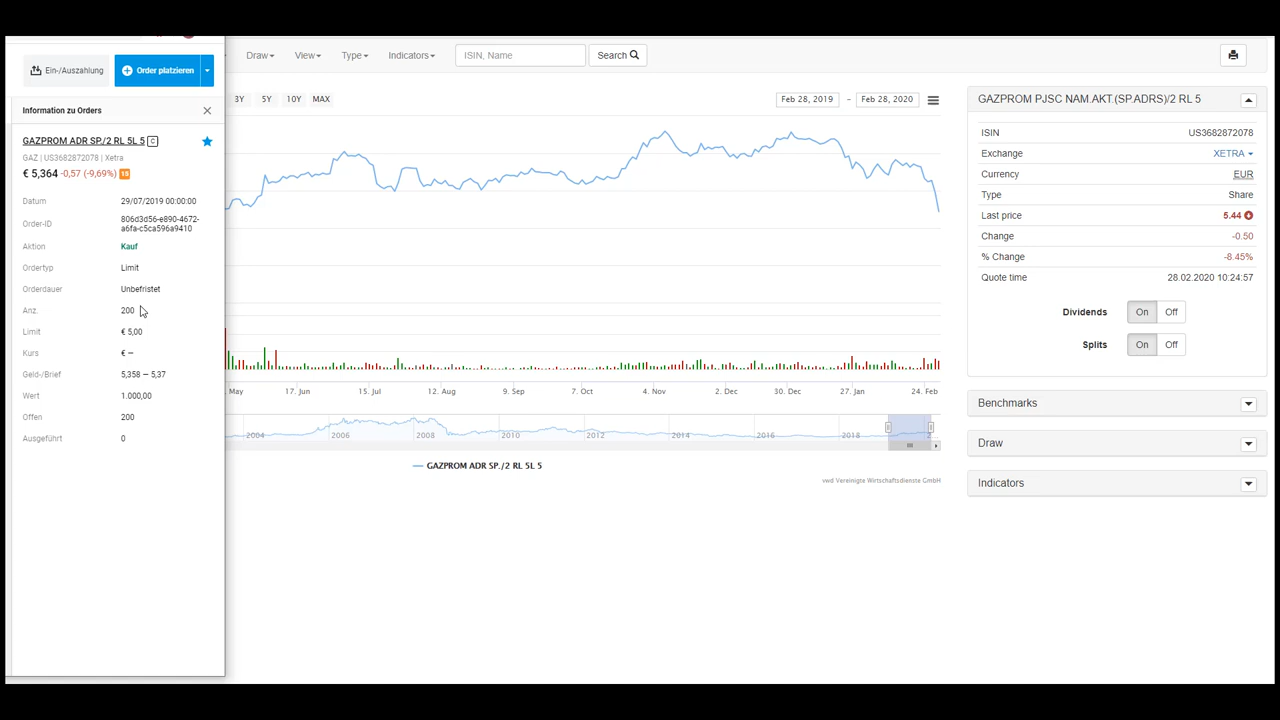 Ein-/Auszahlung
Order platzieren
Information zu Orders
GAZPROM ADR SP./2 RL 5L 5 C
GAZ | US3682872078 | Xetra
€ 5,364 -0,57 (-9,69%) 15
Datum 29/07/2019 00:00:00
Order-ID 806d3d56-e890-4672-
a6fa-c5ca596a9410
Aktion Kauf
Ordertyp Limit
Orderdauer Unbefristet
Anz. 200
Limit € 5,00
Kurs € —
Geld-/Brief 5,358 — 5,37
Wert 1.000,00
Offen 200
Ausgeführt 0
Draw View Type Indicators ISIN, Name Search
3Y 5Y 10Y MAX Feb 28, 2019 – Feb 28, 2020
May 17. Jun 15. Jul 12. Aug 9. Sep 7. Oct 4. Nov 2. Dec 30. Dec 27. Jan 24. Feb
2004 2006 2008 2010 2012 2014 2016 2018
GAZPROM ADR SP./2 RL 5L 5
vwd Vereinigte Wirtschaftsdienste GmbH
GAZPROM PJSC NAM.AKT.(SP.ADRS)/2 RL 5
ISIN US3682872078
Exchange XETRA
Currency EUR
Type Share
Last price 5.44
Change -0.50
% Change -8.45%
Quote time 28.02.2020 10:24:57
Dividends On Off
Splits On Off
Benchmarks
Draw
Indicators